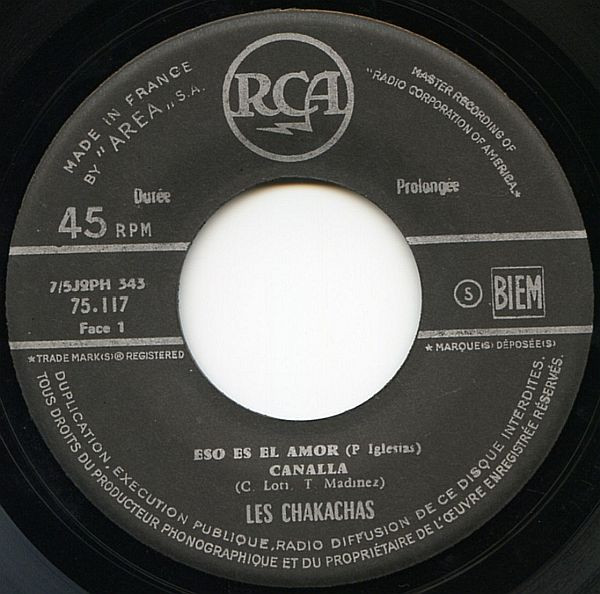 RCA
MADE IN FRANCE
BY "AREA" S.A.
MASTER RECORDING OF
"RADIO CORPORATION OF AMERICA"★
Durée Prolongée
45 RPM
7/5J2PH 343
75.117
Face 1
S BIEM
★TRADE MARK(S)® REGISTERED
★ MARQUE(S) DÉPOSÉE(S)
ESO ES EL AMOR (P Iglesias)
CANALLA
(C. Loti. T. Madinez)
LES CHAKACHAS
DUPLICATION, EXECUTION PUBLIQUE, RADIO DIFFUSION DE CE DISQUE INTERDITES.
TOUS DROITS DU PRODUCTEUR PHONOGRAPHIQUE ET DU PROPRIÉTAIRE DE L'ŒUVRE ENREGISTRÉE RÉSERVÉS.